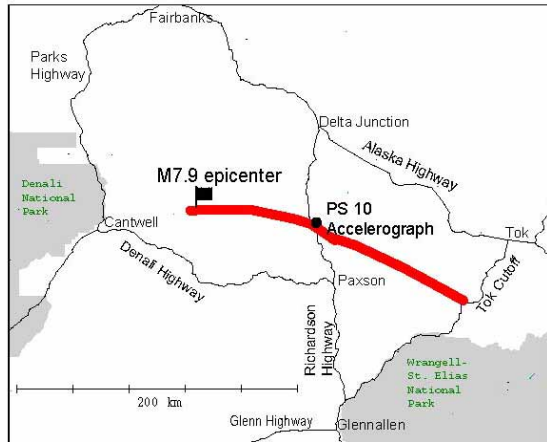 Fairbanks
Parks
Highway
Delta Junction
Alaska Highway
M7.9 epicenter
Denali
National
Park
PS 10
Accelerograph
Cantwell
Tok
Denali Highway
Paxson
Tok Cutoff
Richardson
Highway
Wrangell-
St. Elias
National
Park
200 km
Glenn Highway
Glennallen